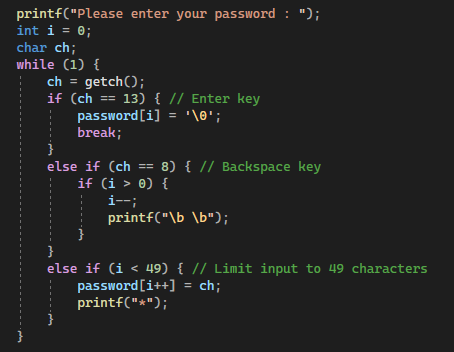 printf("Please enter your password : ");
int i = 0;
char ch;
while (1) {
    ch = getch();
    if (ch == 13) { // Enter key
        password[i] = '\0';
        break;
    }
    else if (ch == 8) { // Backspace key
        if (i > 0) {
            i--;
            printf("\b \b");
        }
    }
    else if (i < 49) { // Limit input to 49 characters
        password[i++] = ch;
        printf("*");
    }
}